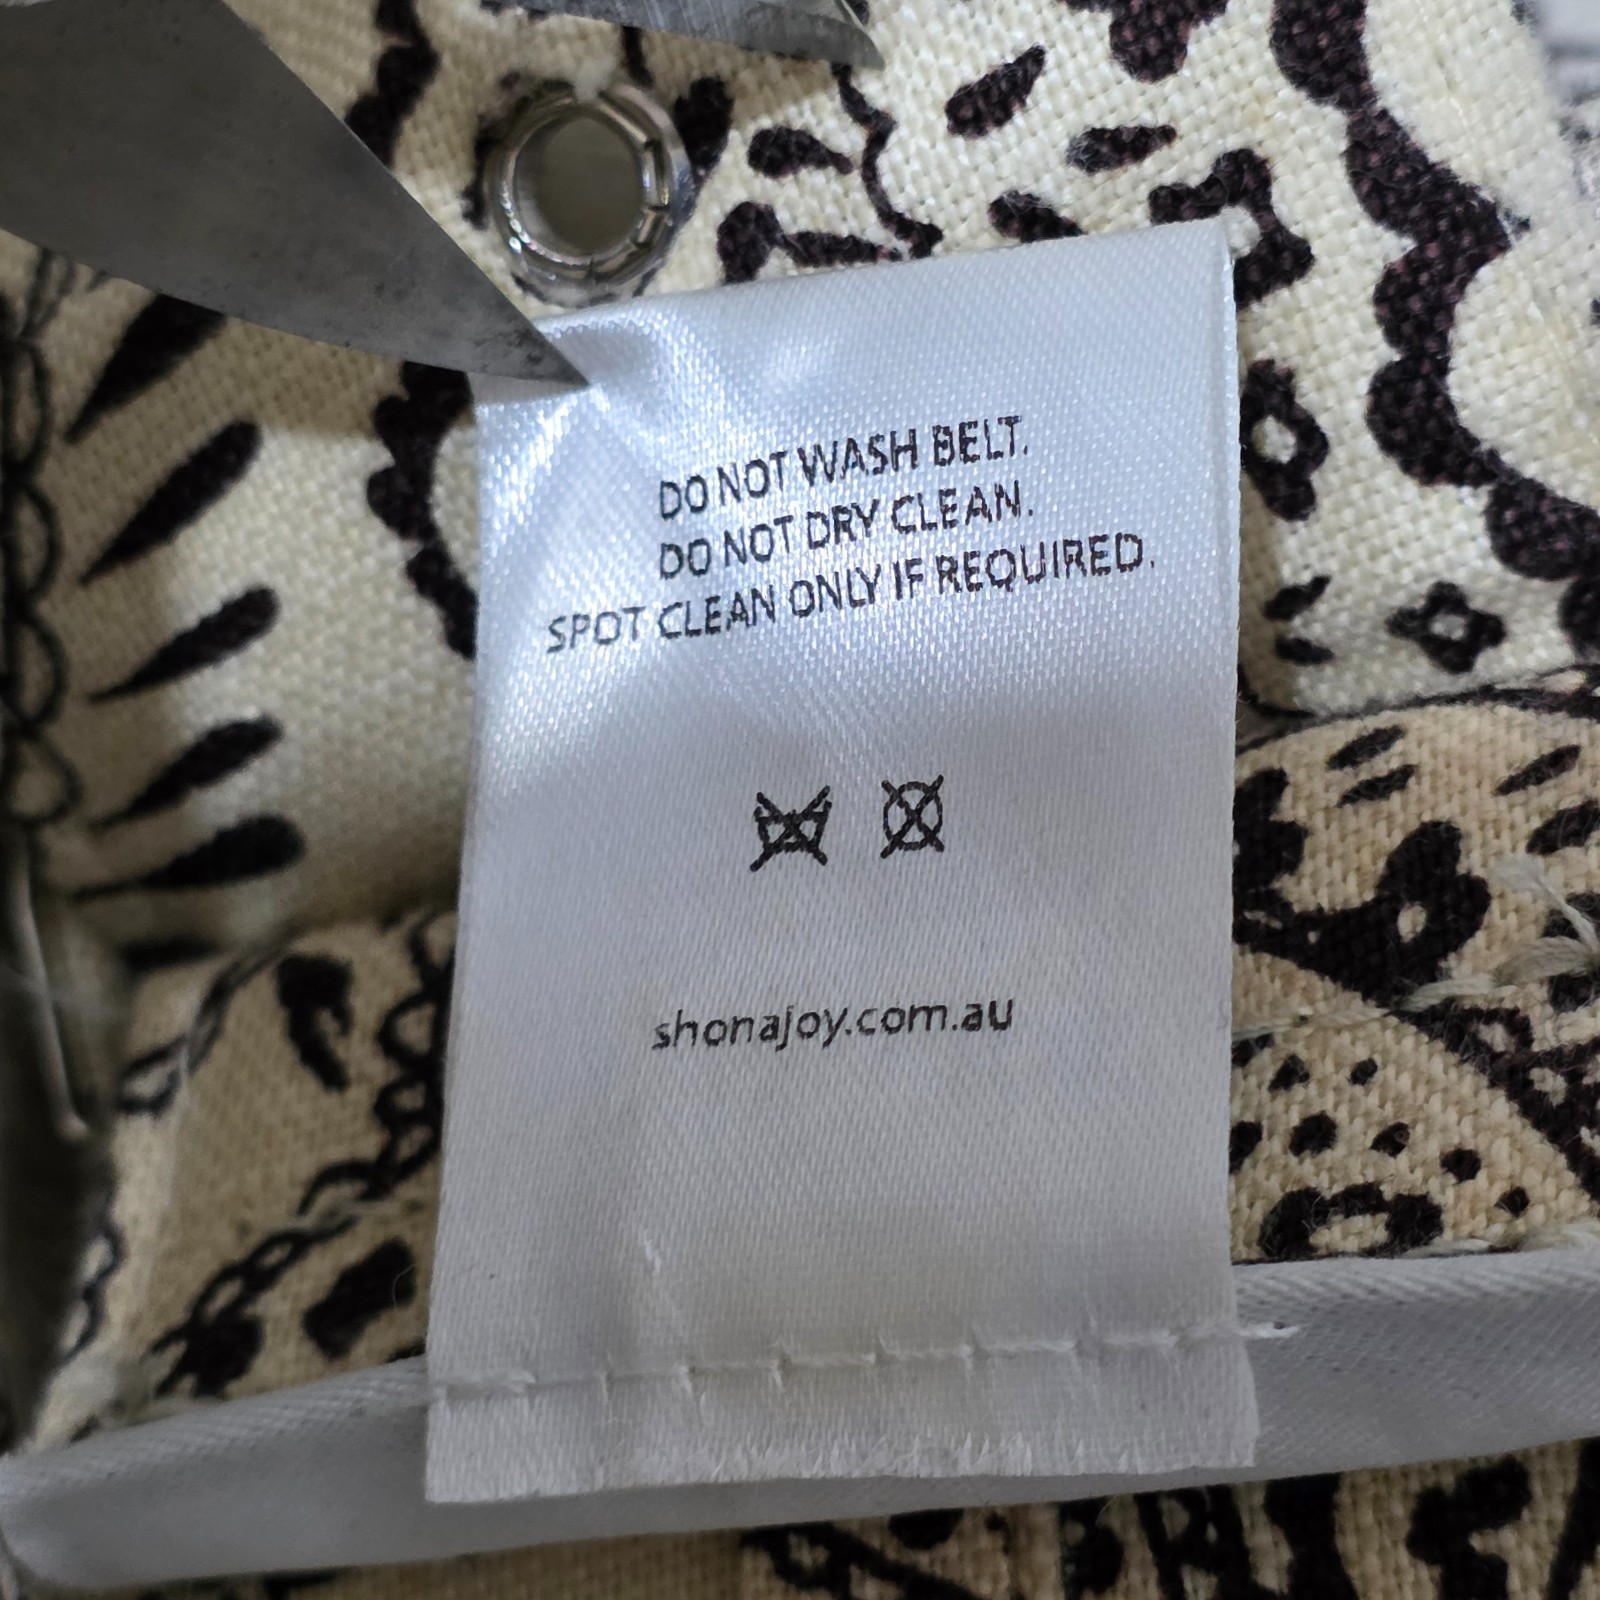 DO NOT WASH BELT.
DO NOT DRY CLEAN.
SPOT CLEAN ONLY IF REQUIRED.
shonajoy.com.au